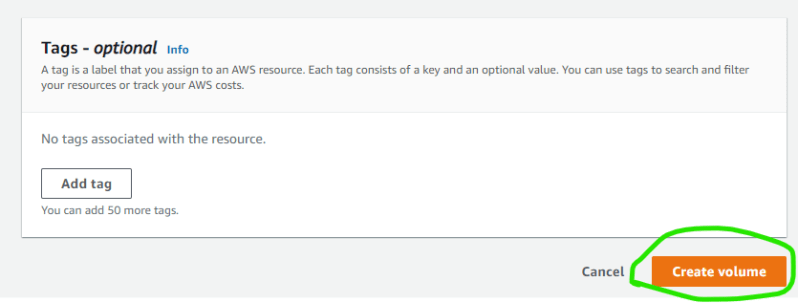 Tags - optional Info
A tag is a label that you assign to an AWS resource. Each tag consists of a key and an optional value. You can use tags to search and filter
your resources or track your AWS costs.
No tags associated with the resource.
Add tag
You can add 50 more tags.
Cancel Create volume